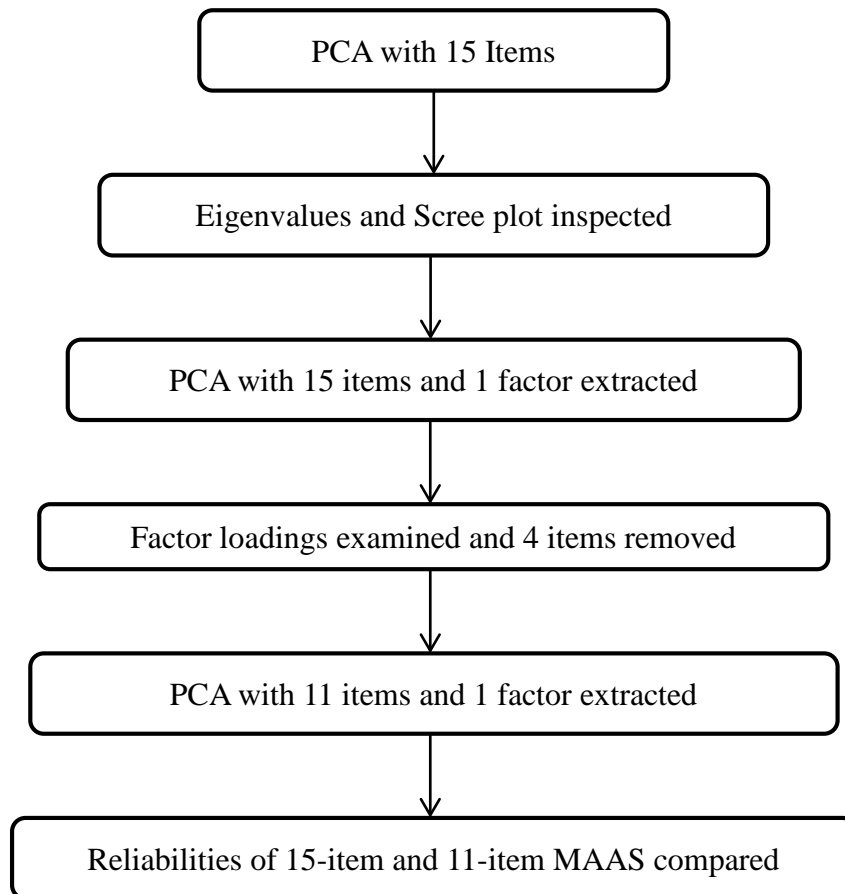 PCA with 15 Items
Eigenvalues and Scree plot inspected
PCA with 15 items and 1 factor extracted
Factor loadings examined and 4 items removed
PCA with 11 items and 1 factor extracted
Reliabilities of 15-item and 11-item MAAS compared